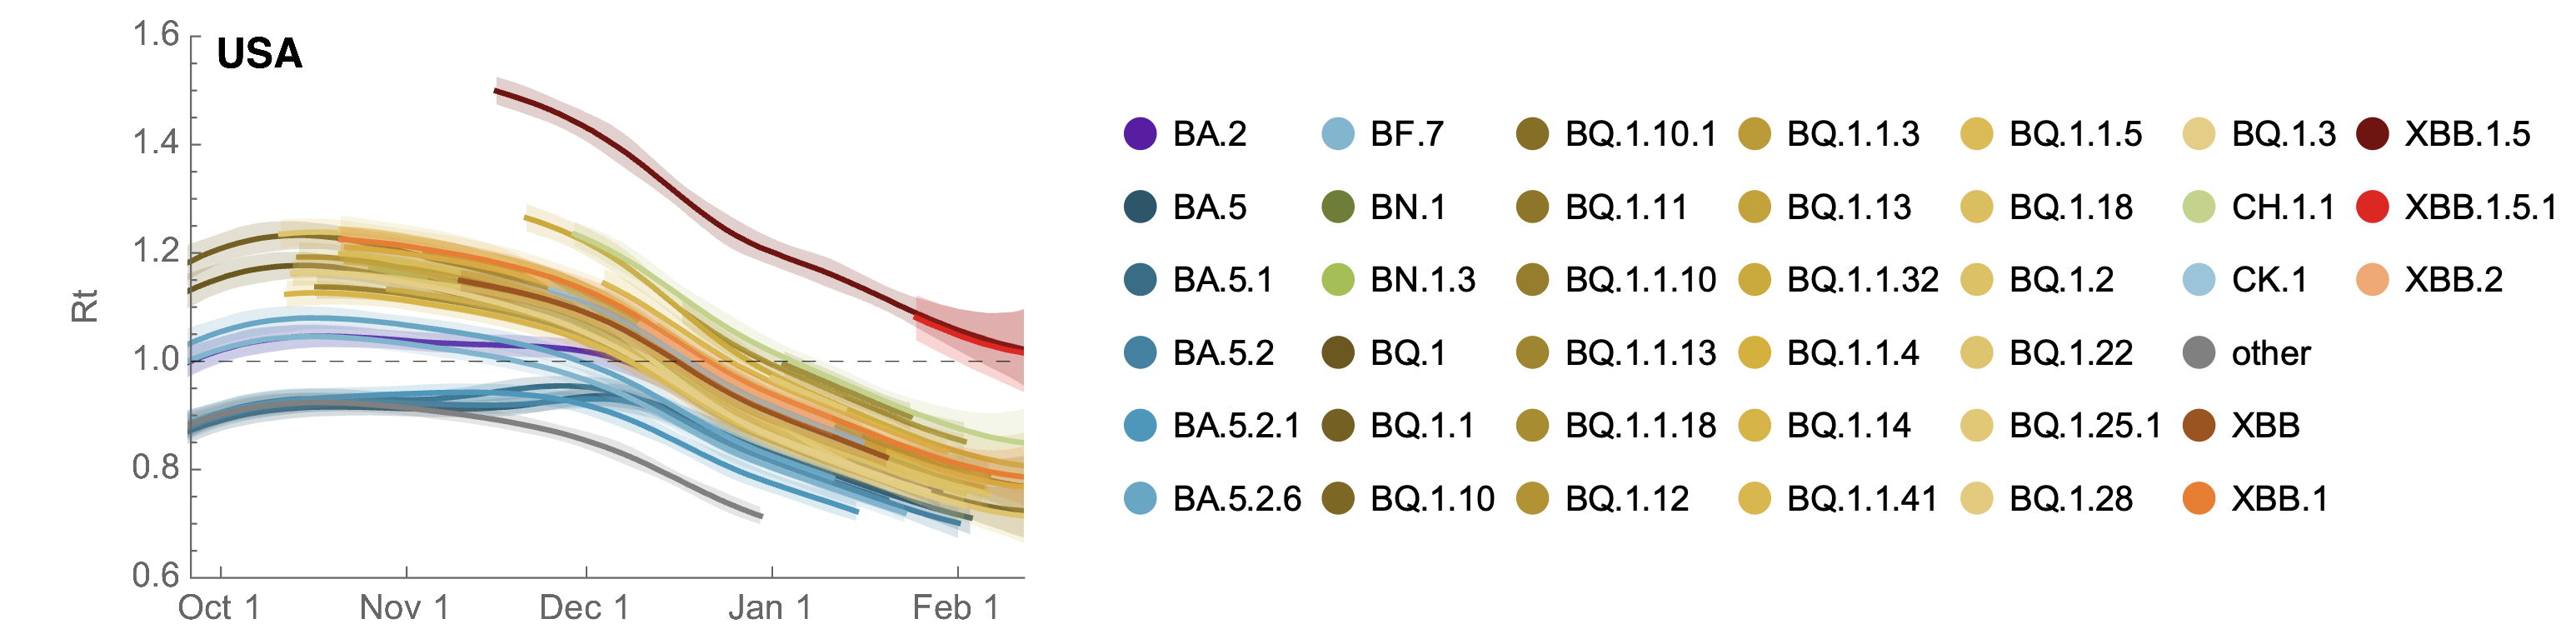 USA
1.6
1.4
1.2
1.0
0.8
0.6
Rt
Oct 1 Nov 1 Dec 1 Jan 1 Feb 1
BA.2 BF.7 BQ.1.10.1 BQ.1.1.3 BQ.1.1.5 BQ.1.3 XBB.1.5
BA.5 BN.1 BQ.1.11 BQ.1.13 BQ.1.18 CH.1.1 XBB.1.5.1
BA.5.1 BN.1.3 BQ.1.1.10 BQ.1.1.32 BQ.1.2 CK.1 XBB.2
BA.5.2 BQ.1 BQ.1.1.13 BQ.1.1.4 BQ.1.22 other
BA.5.2.1 BQ.1.1 BQ.1.1.18 BQ.1.14 BQ.1.25.1 XBB
BA.5.2.6 BQ.1.10 BQ.1.12 BQ.1.1.41 BQ.1.28 XBB.1